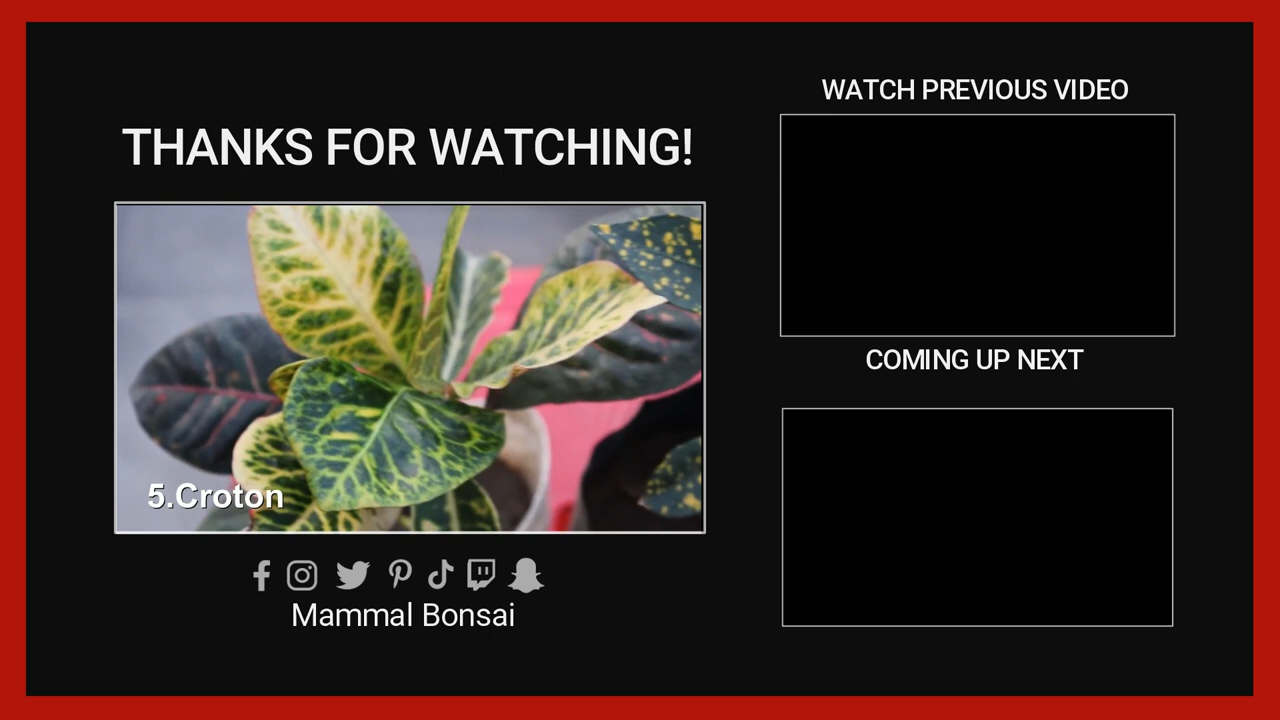 THANKS FOR WATCHING!
5.Croton
Mammal Bonsai
WATCH PREVIOUS VIDEO
COMING UP NEXT